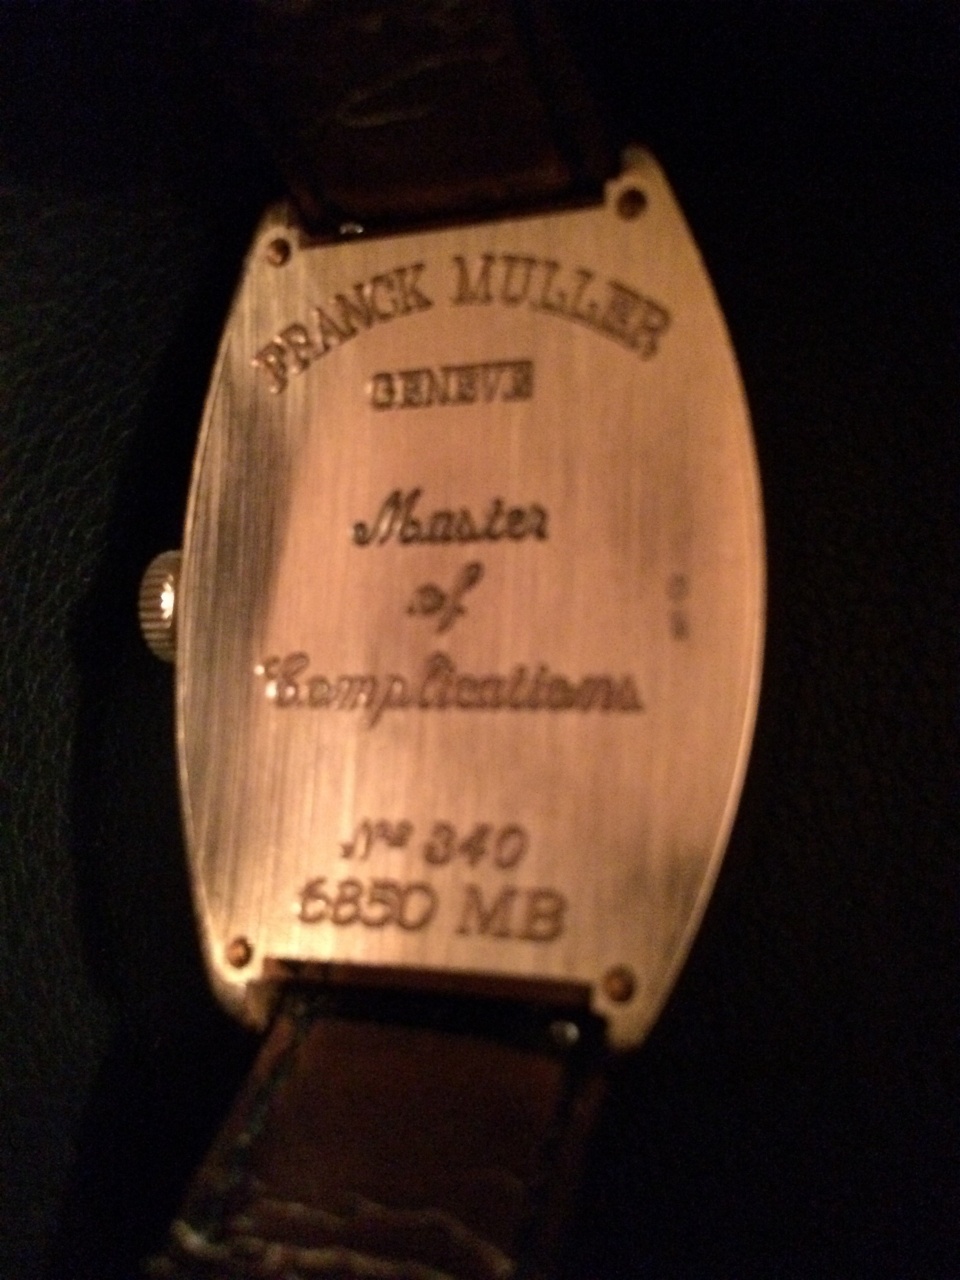 FRANCK MULLER
GENEVE
Master
of
Complications
Nº 340
6850 MB